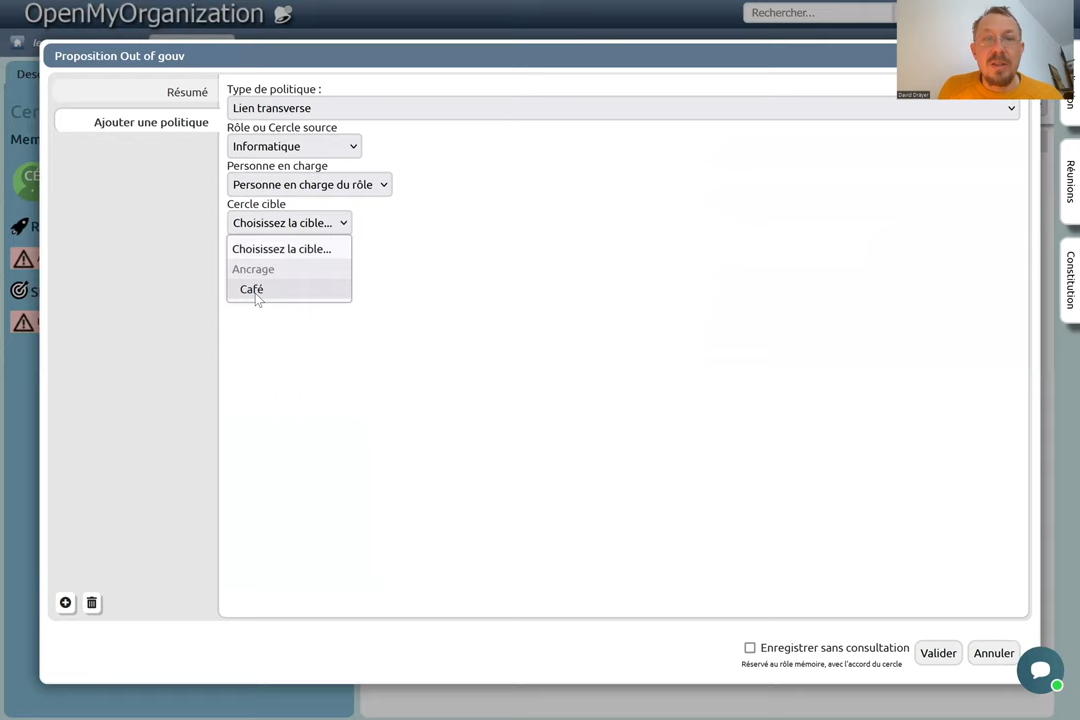 OpenMyOrganization
Rechercher...
Proposition Out of gouv
Résumé
Ajouter une politique
Type de politique :
Lien transverse
Rôle ou Cercle source
Informatique
Personne en charge
Personne en charge du rôle
Cercle cible
Choisissez la cible...
Choisissez la cible...
Ancrage
Café
Enregistrer sans consultation
Réservé au rôle mémoire, avec l'accord du cercle
Valider
Annuler
Réunions
Constitution
David Dräyer